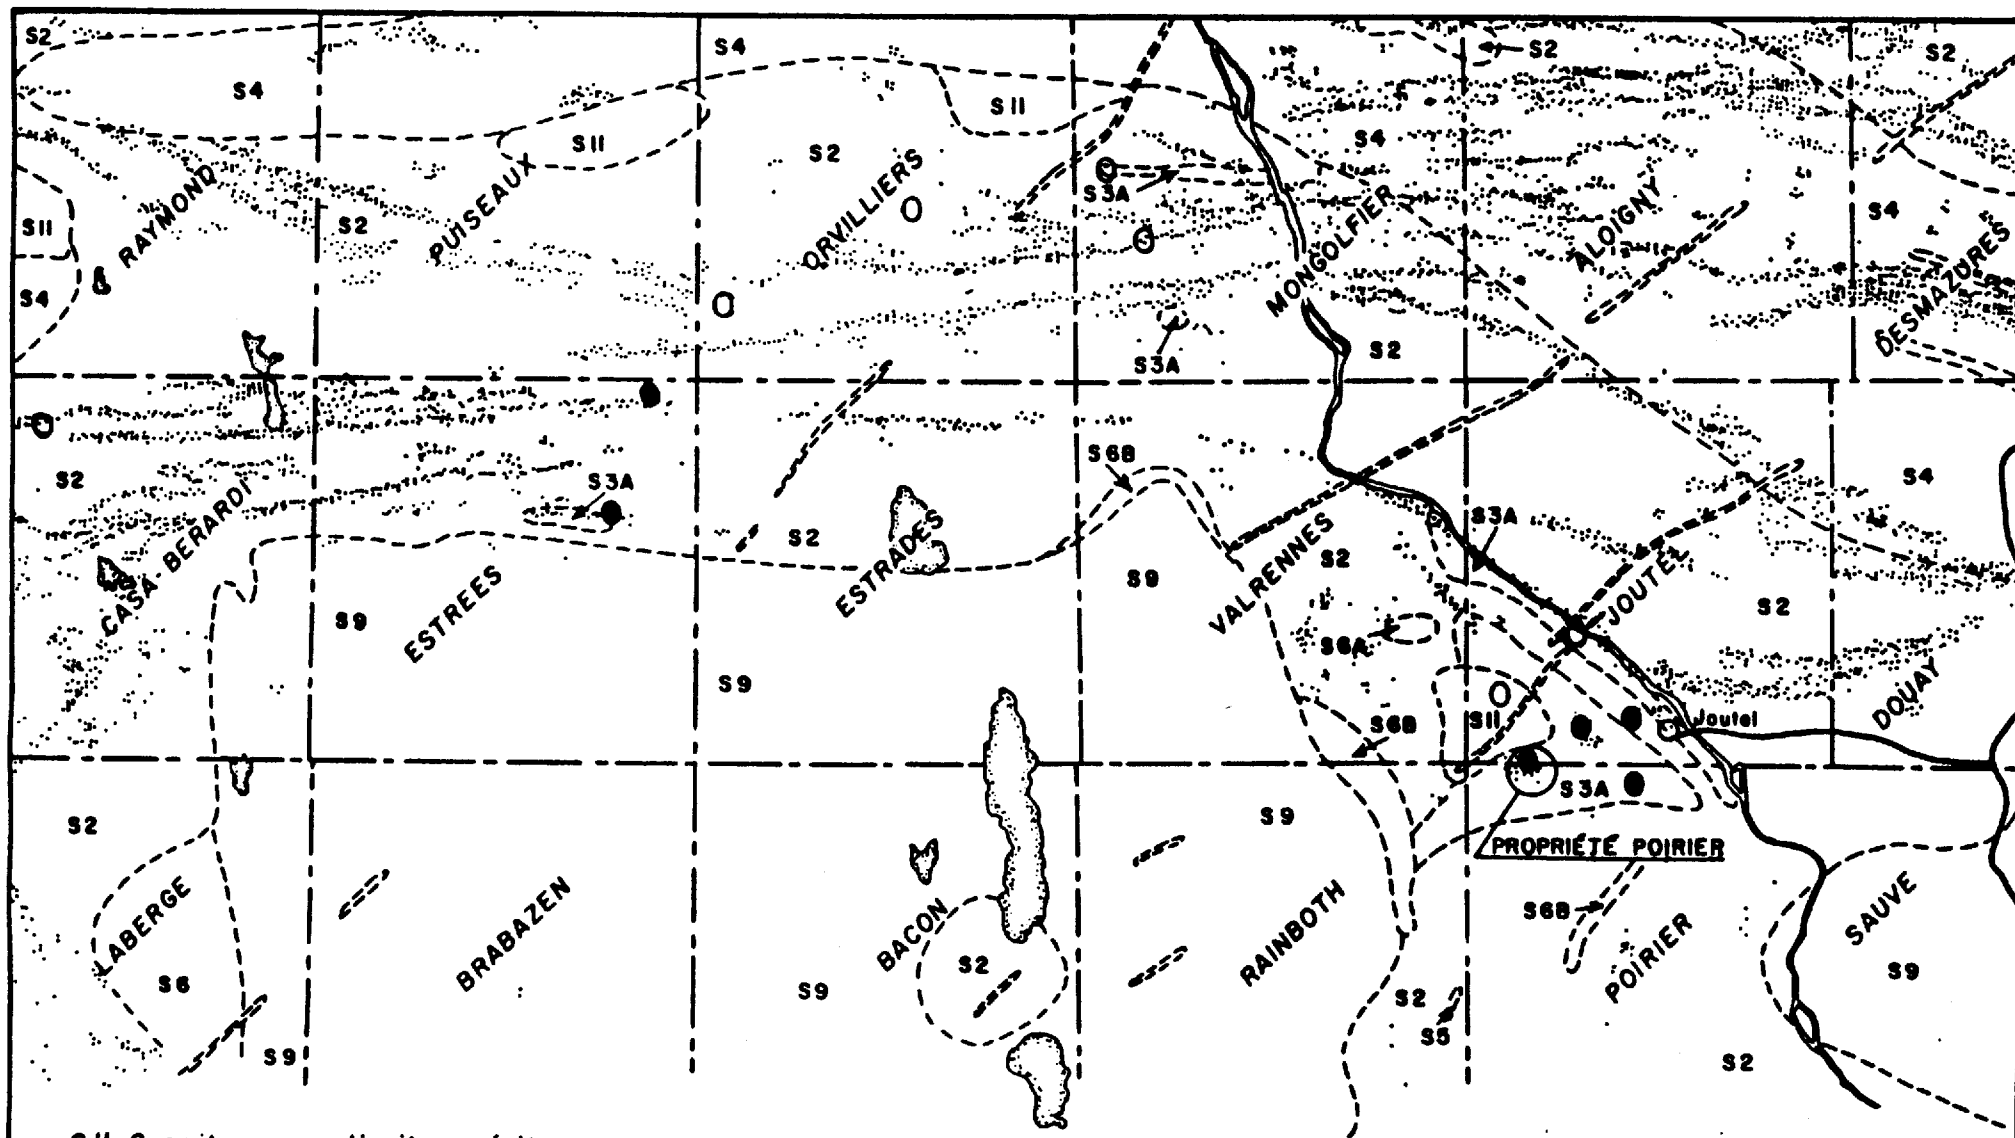 S2
S4
S4
S2
S2
S11
S4
S11
S2
S3A
S4
S11
S2
S4
RAYMOND
PUISEAUX
ORVILLIERS
MONGOLFIER
ALOIGNY
DESMAZURES
S4
S3A
S2
S2
S3A
S6B
S4
S2
S3A
S2
CASA-BERARDI
ESTREES
ESTRADES
VALRENNES
JOUTEL
S9
S9
S2
S6A
S9
S11
S6B
Joutel
DOUAY
S2
S9
S3A
PROPRIÉTÉ POIRIER
LABERGE
BRABAZEN
BACON
RAINBOTH
S6B
POIRIER
SAUVE
S6
S2
S9
S9
S2
S5
S9
S2